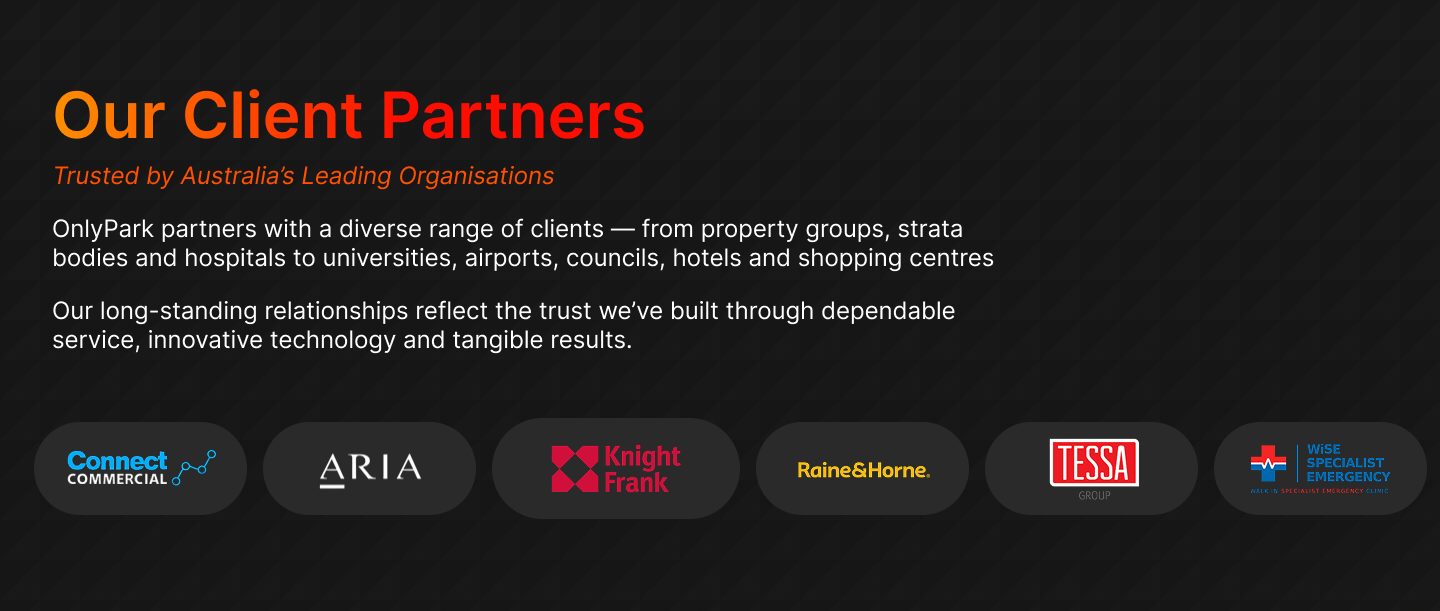 Our Client Partners
Trusted by Australia’s Leading Organisations
OnlyPark partners with a diverse range of clients — from property groups, strata
bodies and hospitals to universities, airports, councils, hotels and shopping centres
Our long-standing relationships reflect the trust we’ve built through dependable
service, innovative technology and tangible results.
Connect
COMMERCIAL
ARIA
Knight
Frank
Raine&Horne.
TESSA
GROUP
WiSE
SPECIALIST
EMERGENCY
WALK IN SPECIALIST EMERGENCY CLINIC